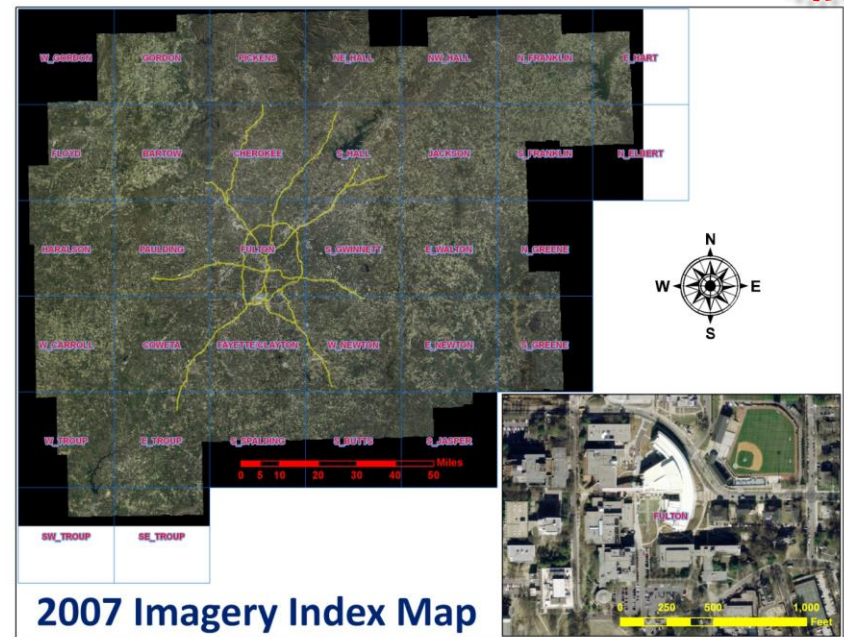 W_GORDON GORDON PICKENS NE_HALL NW_HALL N_FRANKLIN E_HART
FLOYD BARTOW CHEROKEE S_HALL JACKSON S_FRANKLIN N_ELBERT
HARALSON PAULDING FULTON S_GWINNETT E_WALTON N_GREENE
W_CARROLL COWETA FAYETTE/CLAYTON W_NEWTON E_NEWTON S_GREENE
W_TROUP E_TROUP S_SPALDING S_BUTTS S_JASPER
Miles
0 5 10 20 30 40 50
SW_TROUP SE_TROUP
N
W E
S
FULTON
0 250 500 1,000
Feet
2007 Imagery Index Map